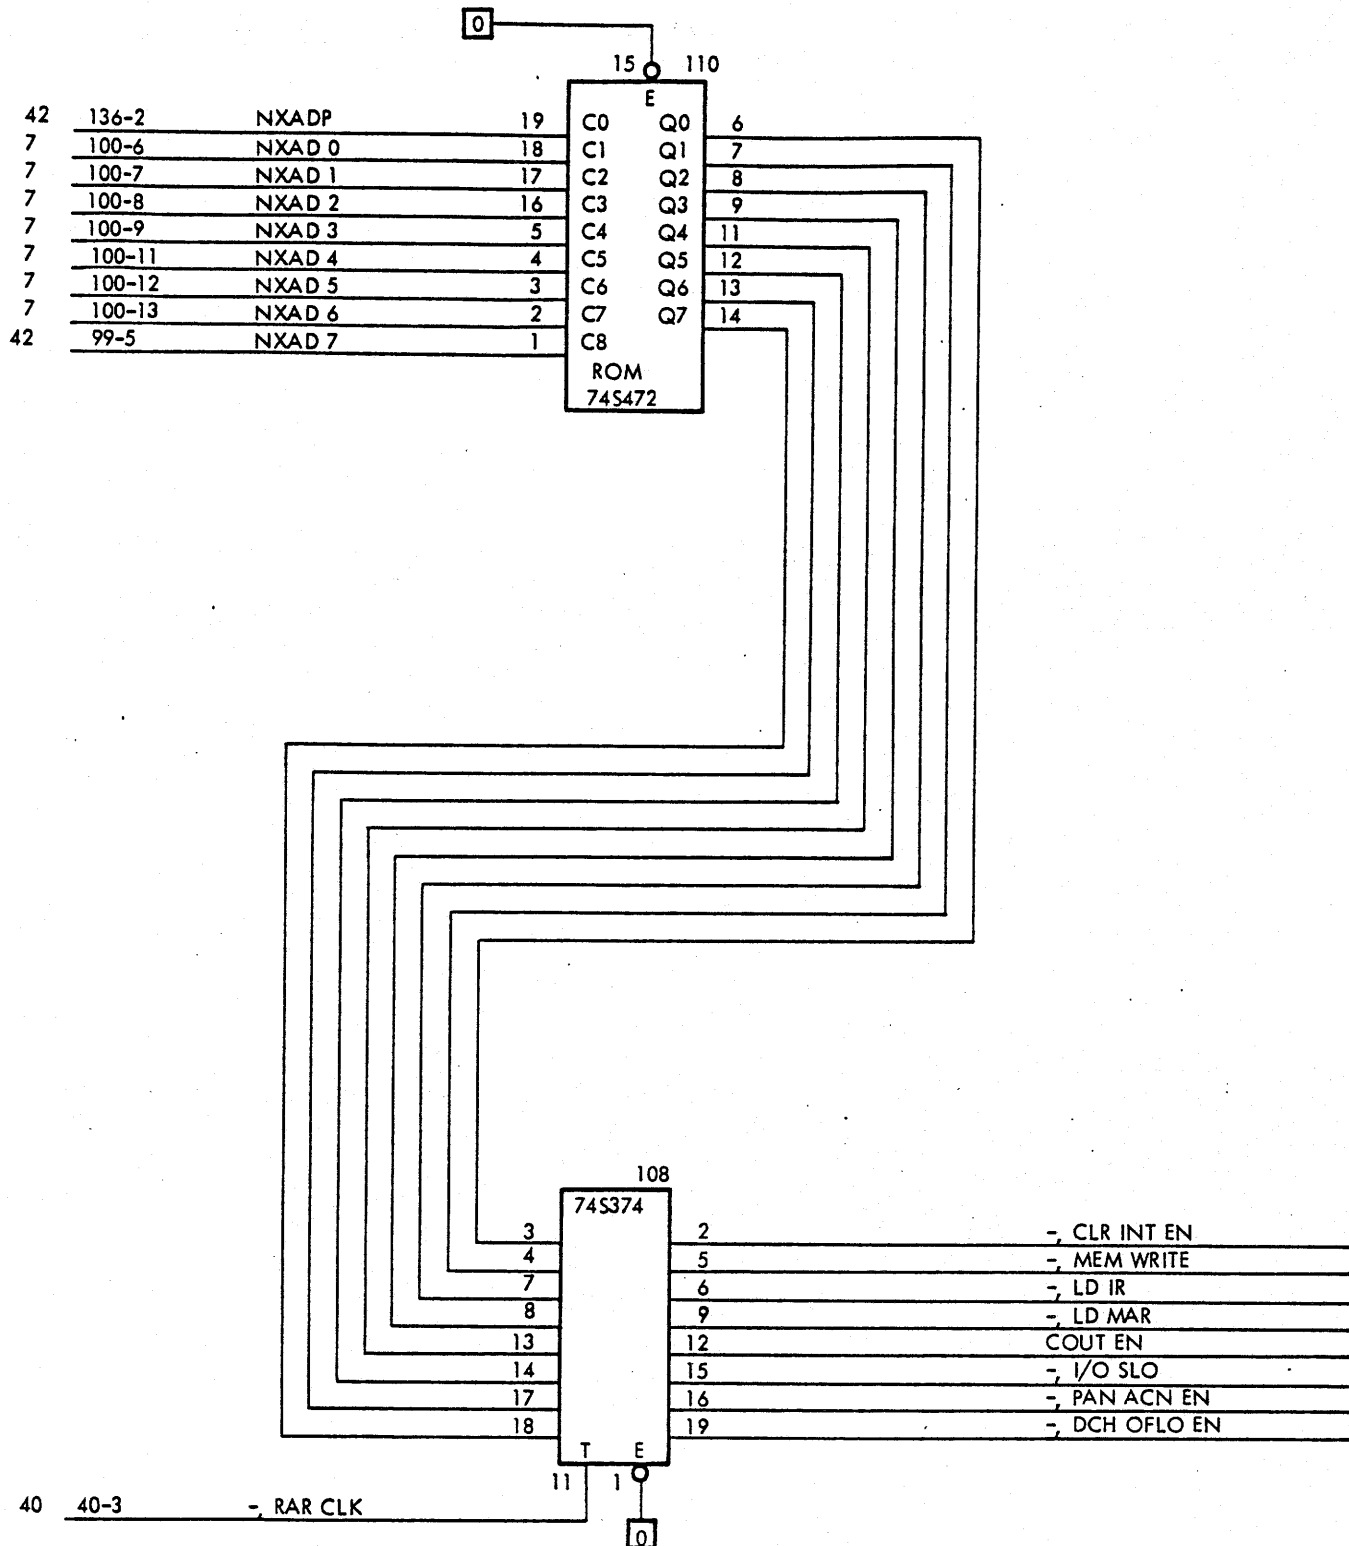 0
15 110
E
42 136-2 NXADP 19 C0 Q0 6
7 100-6 NXAD 0 18 C1 Q1 7
7 100-7 NXAD 1 17 C2 Q2 8
7 100-8 NXAD 2 16 C3 Q3 9
7 100-9 NXAD 3 5 C4 Q4 11
7 100-11 NXAD 4 4 C5 Q5 12
7 100-12 NXAD 5 3 C6 Q6 13
7 100-13 NXAD 6 2 C7 Q7 14
42 99-5 NXAD 7 1 C8
ROM
74S472
108
74S374
3 2 -, CLR INT EN
4 5 -, MEM WRITE
7 6 -, LD IR
8 9 -, LD MAR
13 12 COUT EN
14 15 -, I/O SLO
17 16 -, PAN ACN EN
18 19 -, DCH OFLO EN
T E
11 1
40 40-3 -, RAR CLK
0